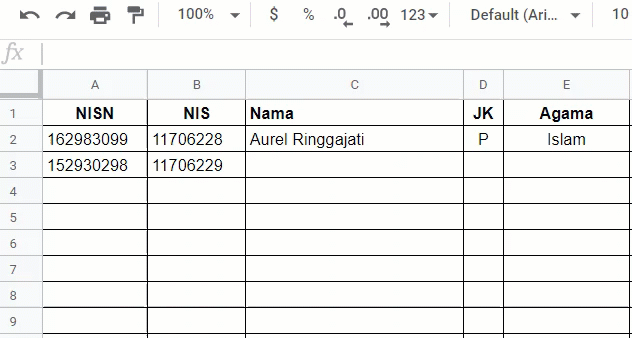 100% $ % .0 .00 123 Default (Ari... 10
fx
A B C D E
1 NISN NIS Nama JK Agama
2 162983099 11706228 Aurel Ringgajati P Islam
3 152930298 11706229
4
5
6
7
8
9